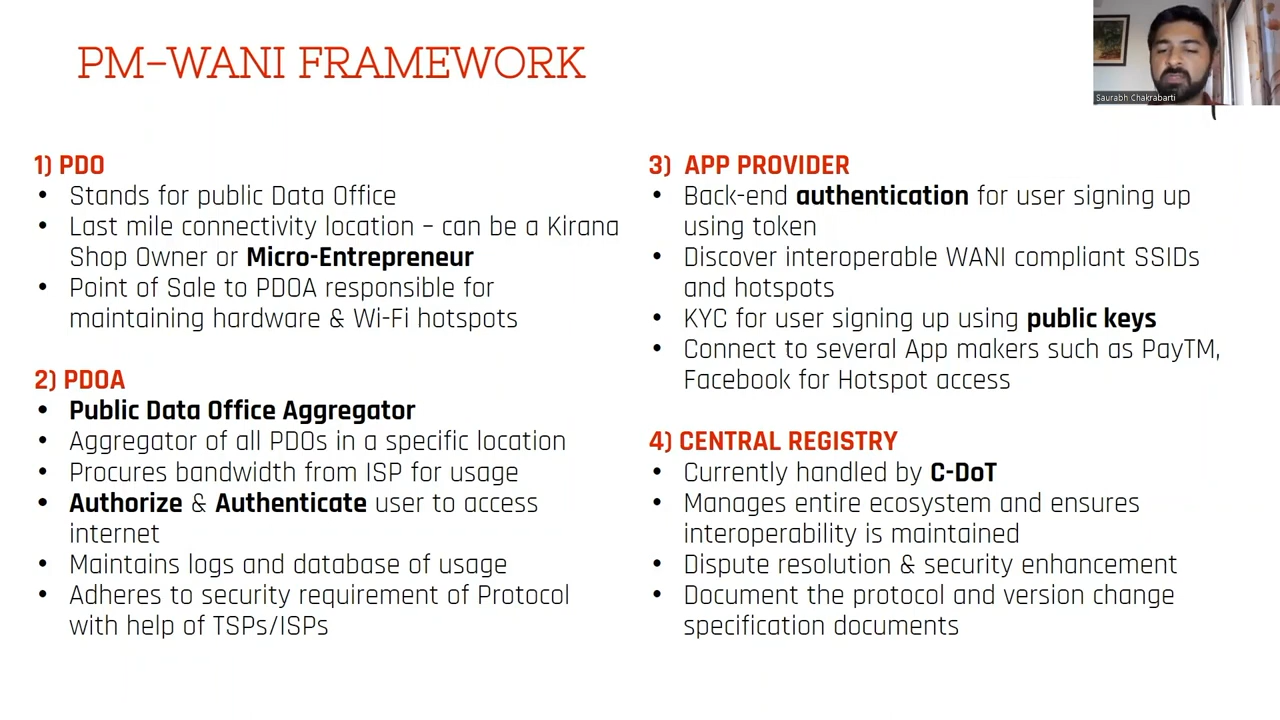 PM-WANI FRAMEWORK
Saurabh Chakrabarti
1) PDO
• Stands for public Data Office
• Last mile connectivity location – can be a Kirana
Shop Owner or Micro-Entrepreneur
• Point of Sale to PDOA responsible for
maintaining hardware & Wi-Fi hotspots
2) PDOA
• Public Data Office Aggregator
• Aggregator of all PDOs in a specific location
• Procures bandwidth from ISP for usage
• Authorize & Authenticate user to access
internet
• Maintains logs and database of usage
• Adheres to security requirement of Protocol
with help of TSPs/ISPs
3) APP PROVIDER
• Back-end authentication for user signing up
using token
• Discover interoperable WANI compliant SSIDs
and hotspots
• KYC for user signing up using public keys
• Connect to several App makers such as PayTM,
Facebook for Hotspot access
4) CENTRAL REGISTRY
• Currently handled by C-DoT
• Manages entire ecosystem and ensures
interoperability is maintained
• Dispute resolution & security enhancement
• Document the protocol and version change
specification documents